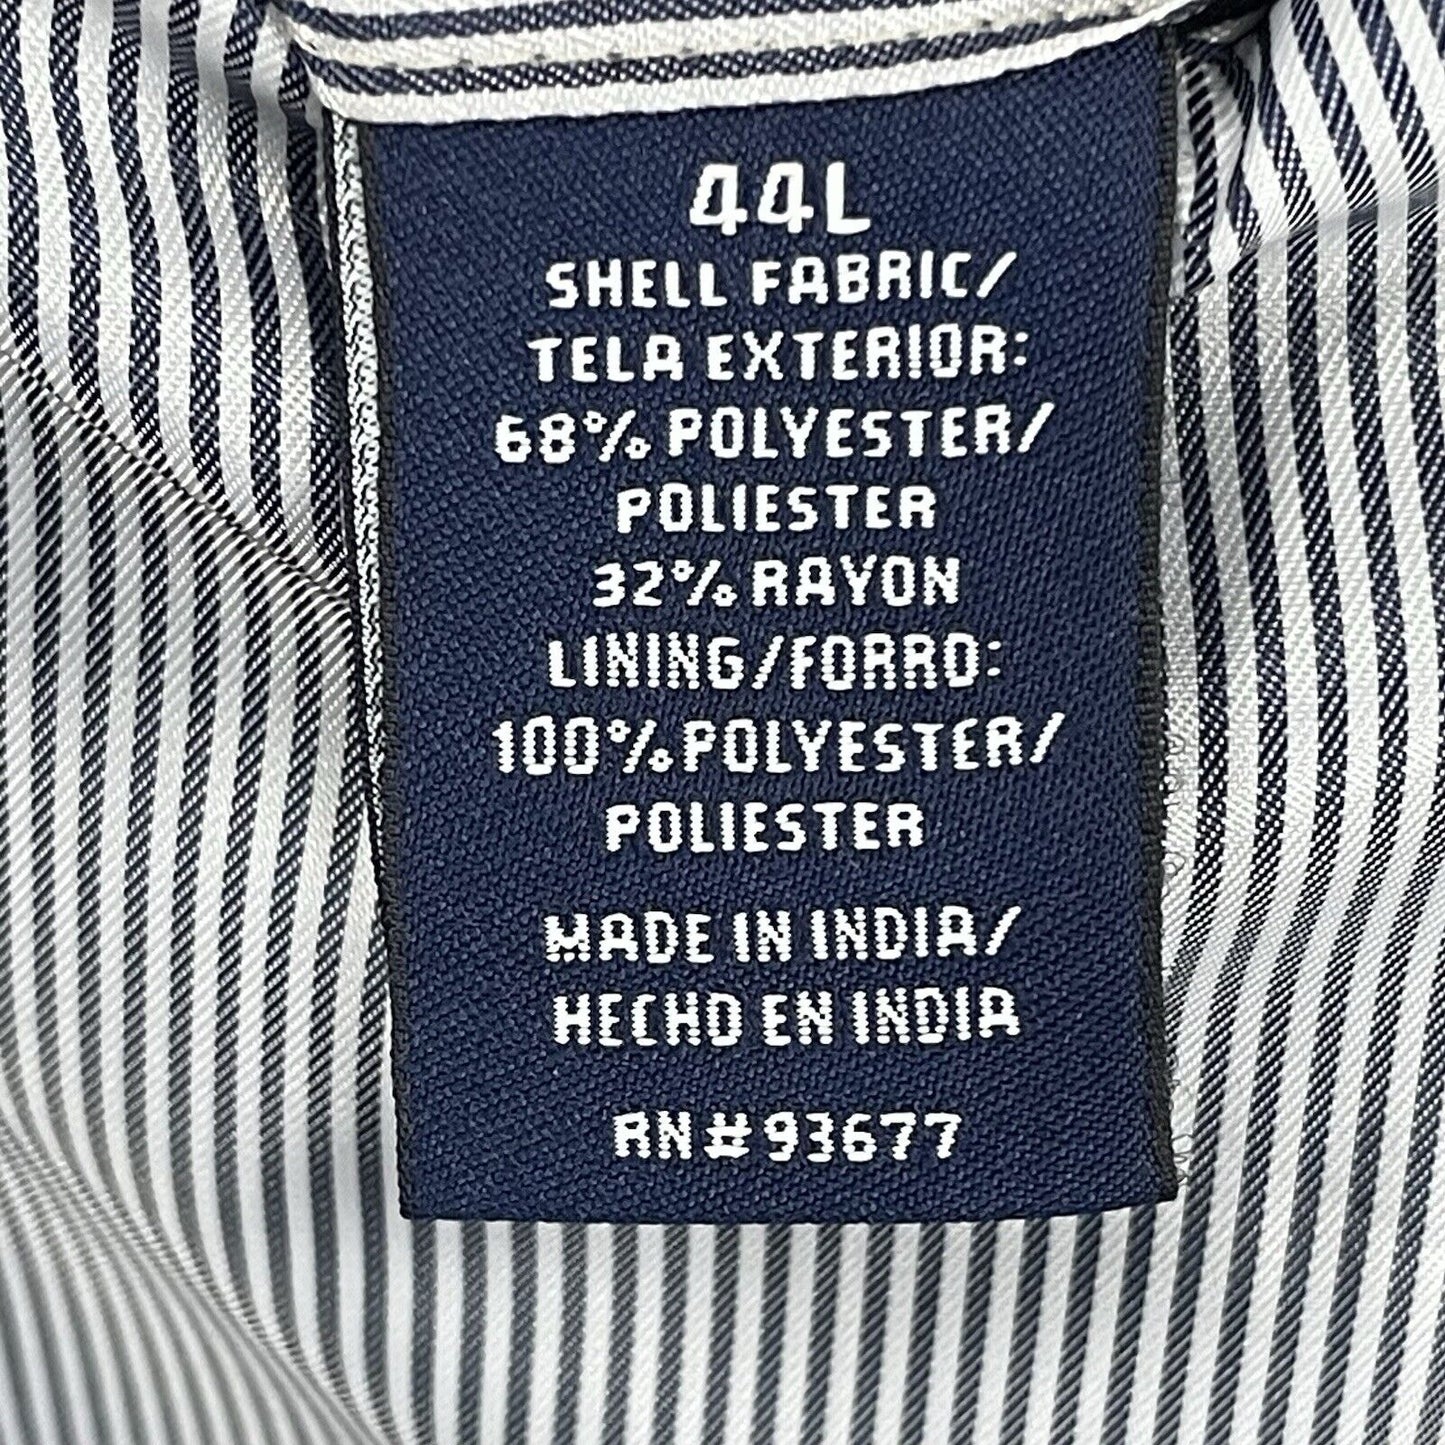 44L
SHELL FABRIC/
TELA EXTERIOR:
68% POLYESTER/
POLIESTER
32% RAYON
LINING/FORRO:
100% POLYESTER/
POLIESTER
MADE IN INDIA/
HECHO EN INDIA
RN#93677